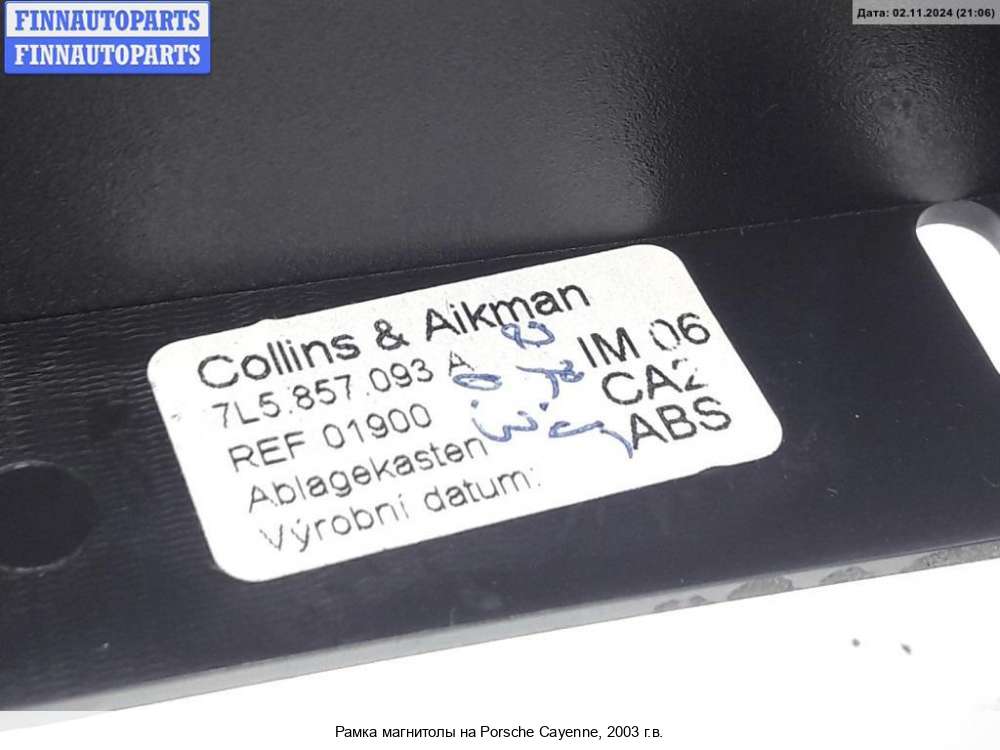 FINNAUTOPARTS
FINNAUTOPARTS
Дата: 02.11.2024 (21:06)
Collins & Aikman
7L5.857.093 A
IM 06
REF 01900
CA2
Ablagekasten
ABS
Výrobní datum:
Рамка магнитолы на Porsche Cayenne, 2003 г.в.